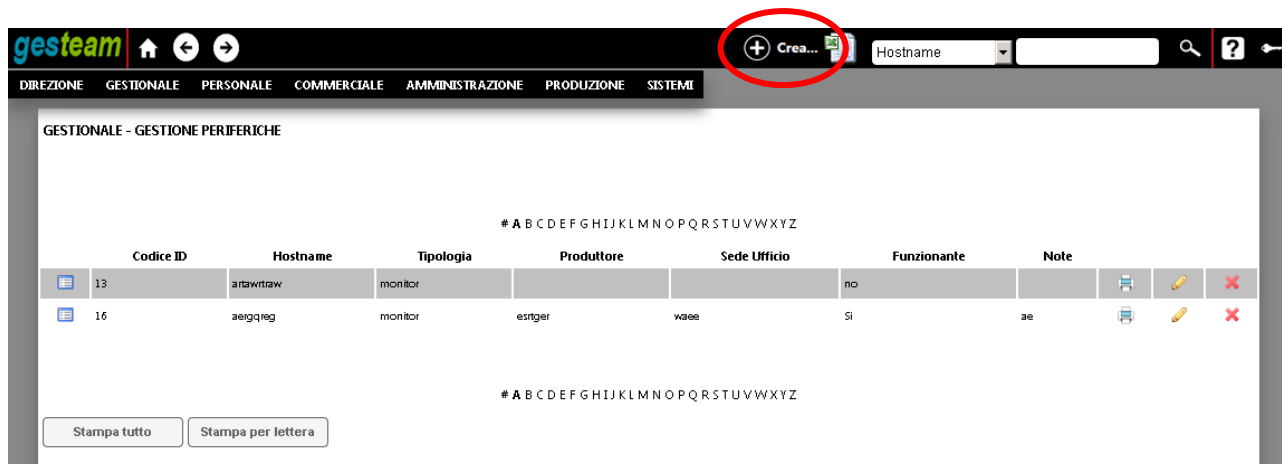 gesteam Crea... Hostname ?
DIREZIONE GESTIONALE PERSONALE COMMERCIALE AMMINISTRAZIONE PRODUZIONE SISTEMI
GESTIONALE - GESTIONE PERIFERICHE
# A B C D E F G H I J K L M N O P Q R S T U V W X Y Z
Codice ID Hostname Tipologia Produttore Sede Ufficio Funzionante Note
13 artawrtraw monitor no
16 aergqreg monitor esrtger waee Si ae
# A B C D E F G H I J K L M N O P Q R S T U V W X Y Z
Stampa tutto Stampa per lettera